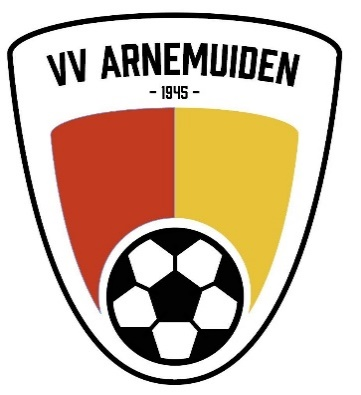 VV ARNEMUIDEN
- 1945 -